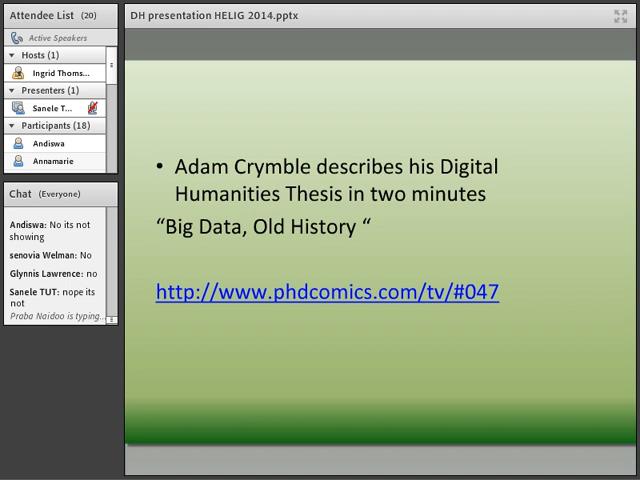 Attendee List (20)
Active Speakers
Hosts (1)
Ingrid Thoms...
Presenters (1)
Sanele T...
Participants (18)
Andiswa
Annamarie
Chat (Everyone)
Andiswa: No its not
showing
senovia Welman: No
Glynnis Lawrence: no
Sanele TUT: nope its
not
Praba Naidoo is typing...
DH presentation HELIG 2014.pptx
• Adam Crymble describes his Digital
Humanities Thesis in two minutes
“Big Data, Old History “
http://www.phdcomics.com/tv/#047